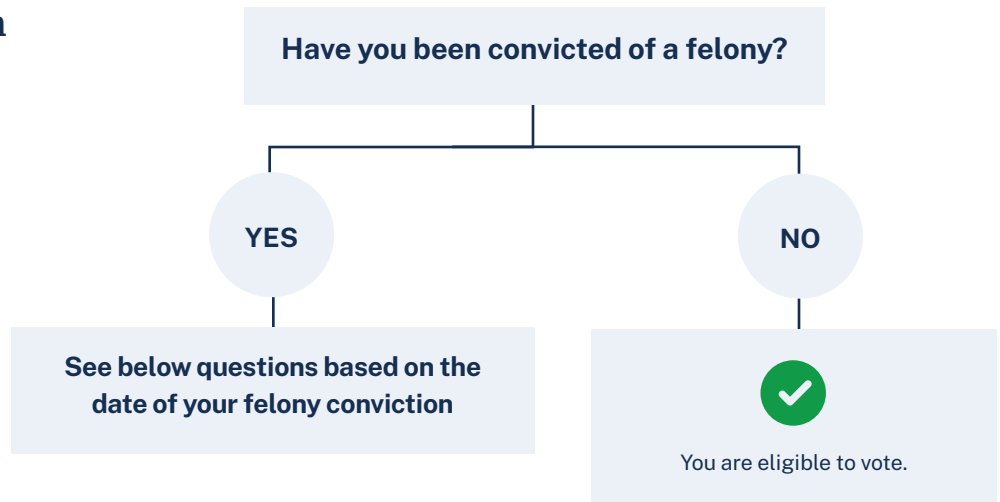 Have you been convicted of a felony?
YES
NO
See below questions based on the
date of your felony conviction
You are eligible to vote.